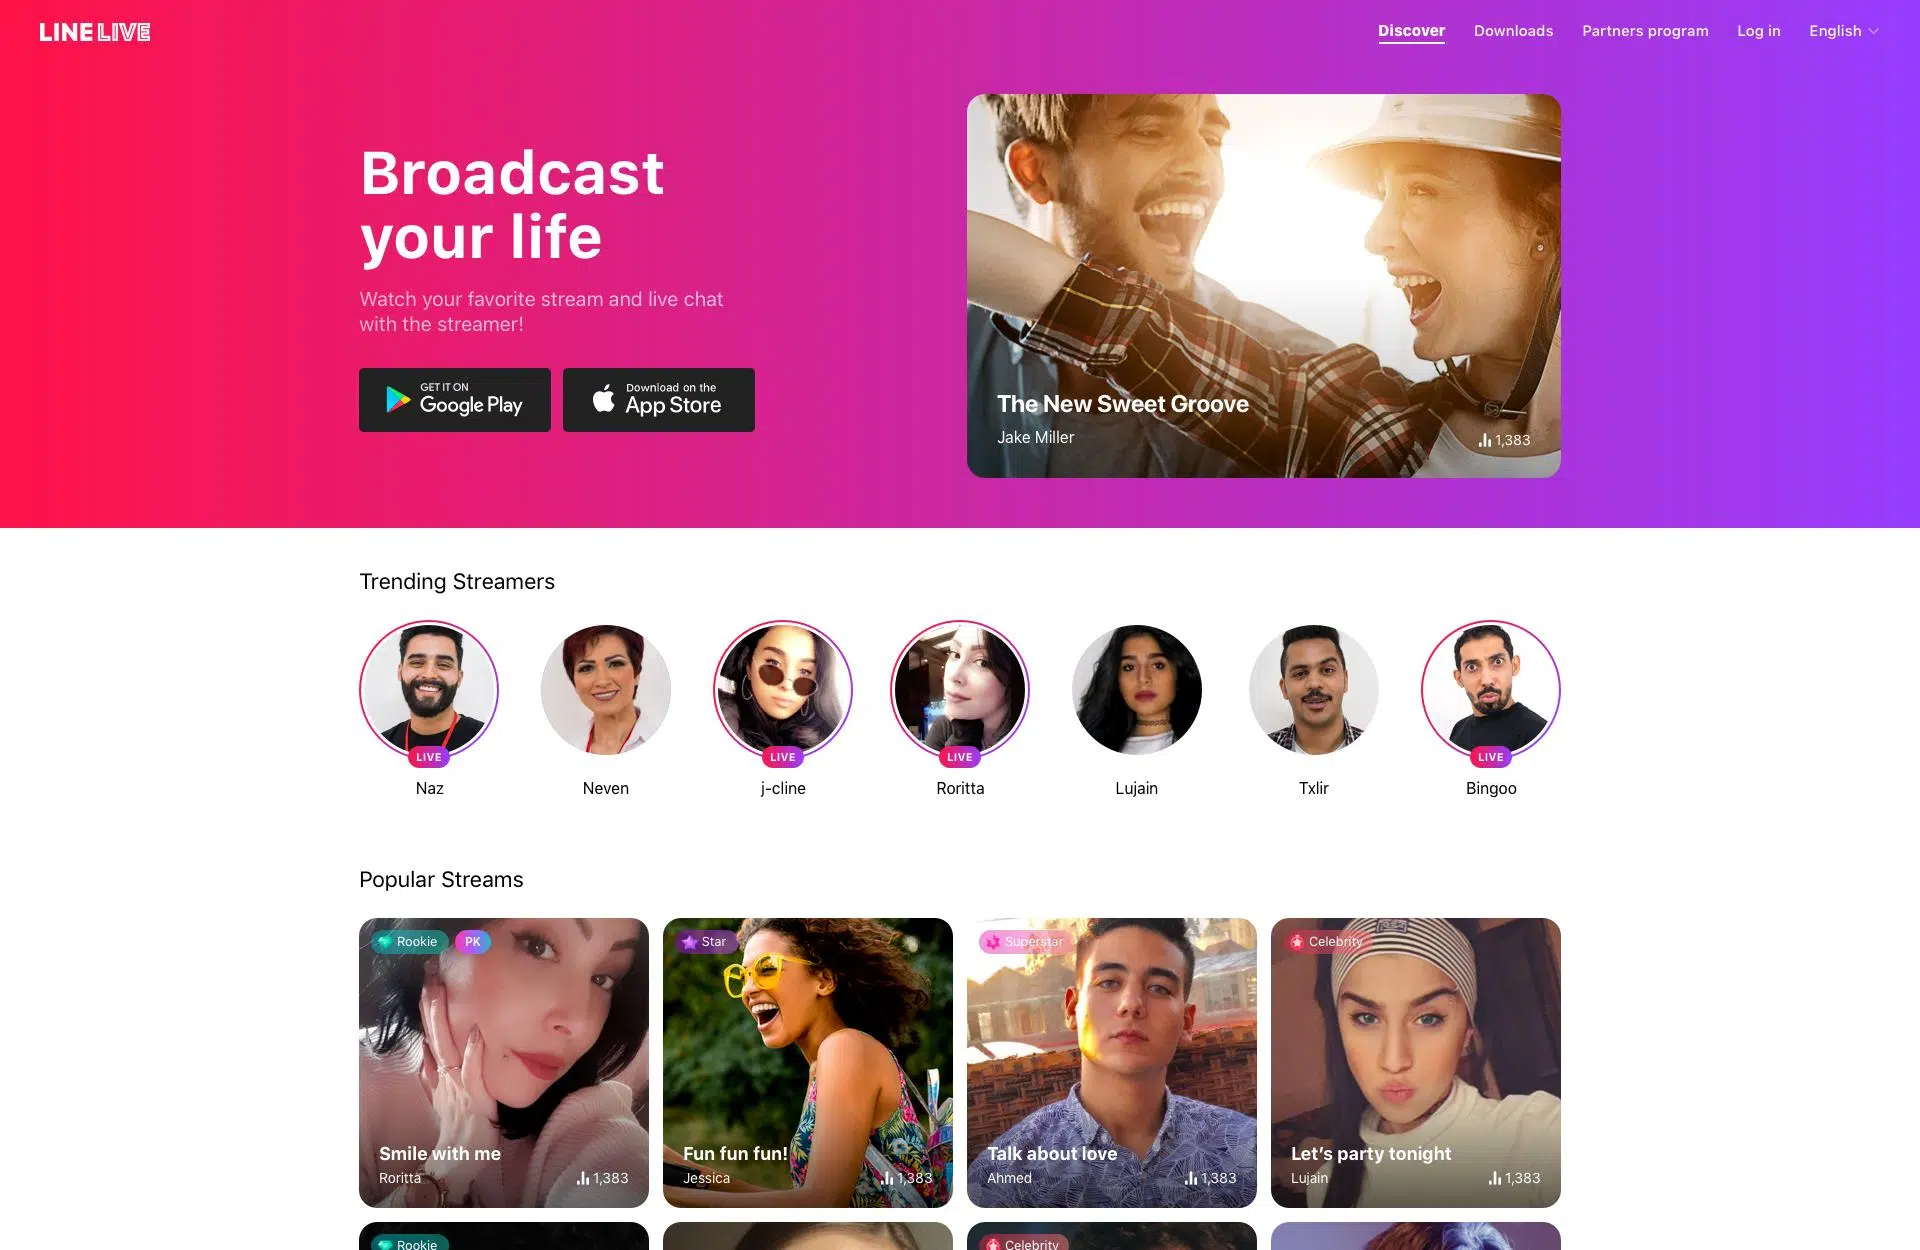 LINE LIVE
Discover
Downloads
Partners program
Log in
English
Broadcast
your life
Watch your favorite stream and live chat
with the streamer!
GET IT ON
Google Play
Download on the
App Store
The New Sweet Groove
Jake Miller
1,383
Trending Streamers
LIVE
LIVE
LIVE
LIVE
Naz
Neven
j-cline
Roritta
Lujain
Txlir
Bingoo
Popular Streams
Rookie
PK
Smile with me
Roritta
1,383
Star
Fun fun fun!
Jessica
1,383
Superstar
Talk about love
Ahmed
1,383
Celebrity
Let's party tonight
Lujain
1,383
Rookie
Celebrity